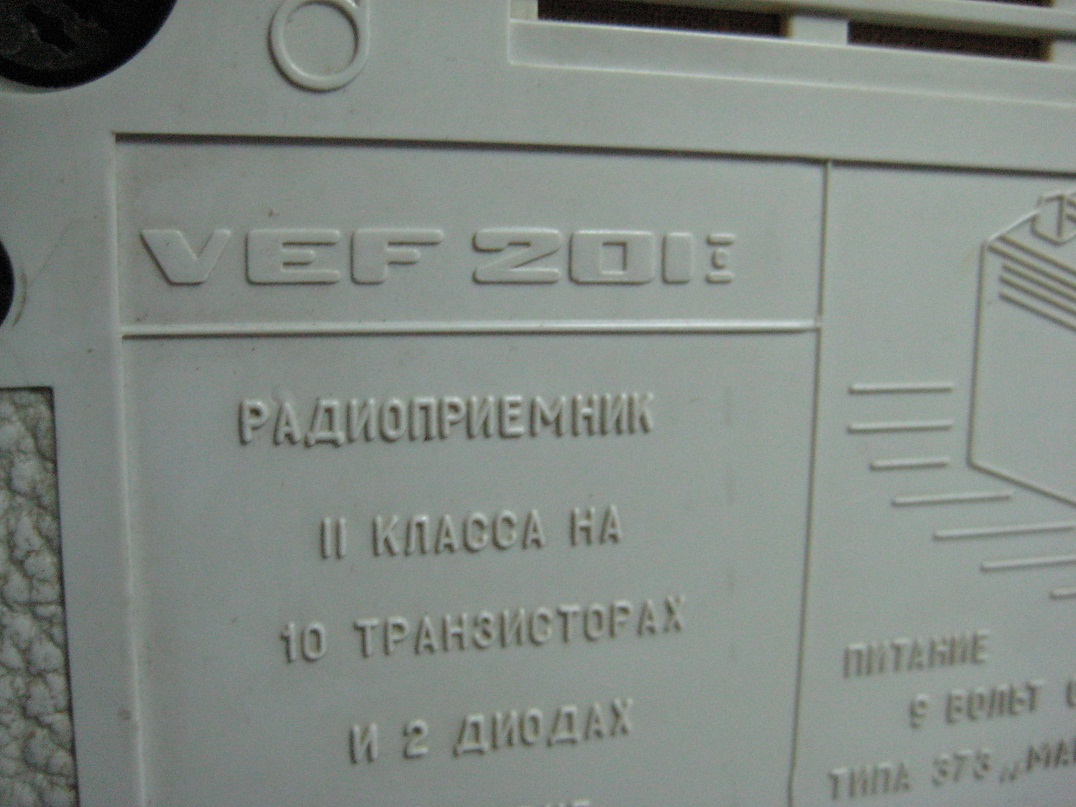 VEF 201
РАДИОПРИЕМНИК
II КЛАССА НА
10 ТРАНЗИСТОРАХ
И 2 ДИОДАХ
ПИТАНИЕ
9 ВОЛЬТ
ТИПА 373